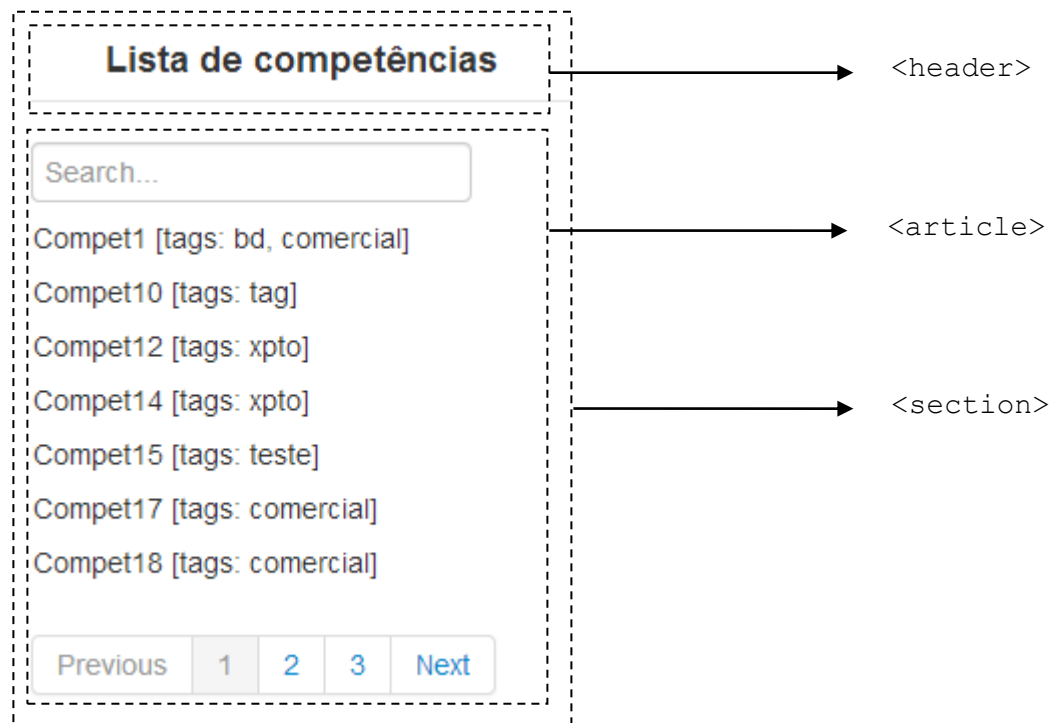 Lista de competências
<header>
Search...
Compet1 [tags: bd, comercial]
<article>
Compet10 [tags: tag]
Compet12 [tags: xpto]
Compet14 [tags: xpto]
<section>
Compet15 [tags: teste]
Compet17 [tags: comercial]
Compet18 [tags: comercial]
Previous 1 2 3 Next